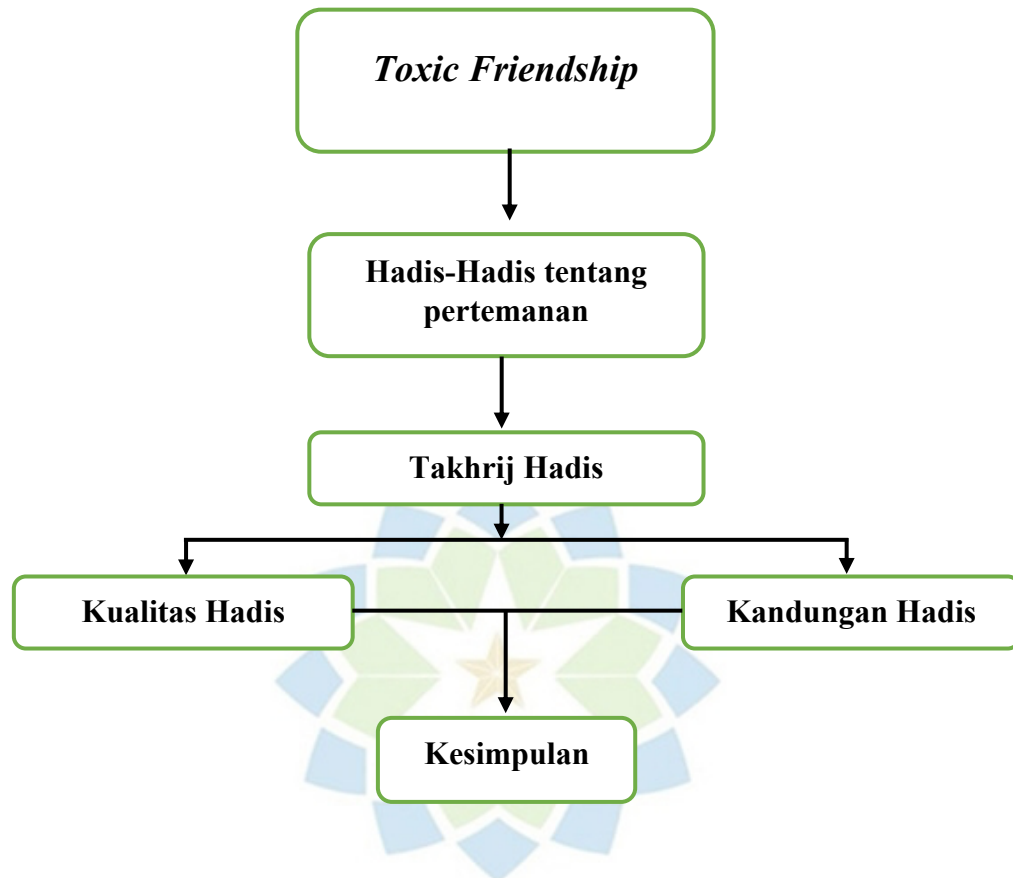 Toxic Friendship
Hadis-Hadis tentang
pertemanan
Takhrij Hadis
Kualitas Hadis
Kandungan Hadis
Kesimpulan